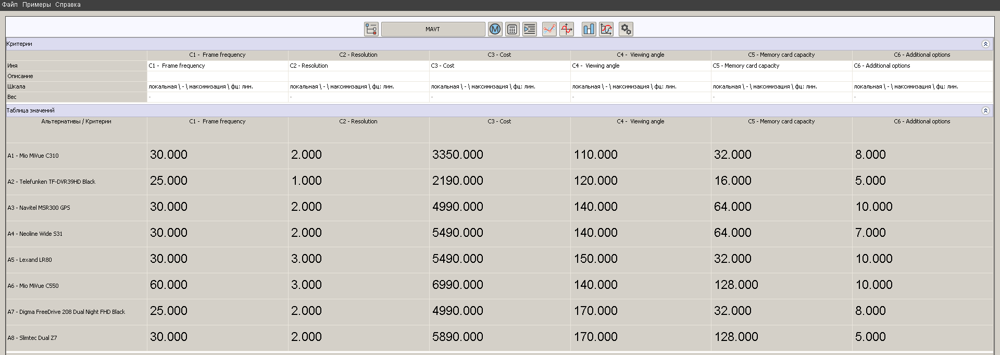 Файл Примеры Справка
MAVT
Критерии
C1 - Frame frequency C2 - Resolution C3 - Cost C4 - Viewing angle C5 - Memory card capacity C6 - Additional options
Имя C1 - Frame frequency C2 - Resolution C3 - Cost C4 - Viewing angle C5 - Memory card capacity C6 - Additional options
Описание
Шкала локальная \ - \ максимизация \ фц: лин. локальная \ - \ максимизация \ фц: лин. локальная \ - \ максимизация \ фц: лин. локальная \ - \ максимизация \ фц: лин. локальная \ - \ максимизация \ фц: лин. локальная \ - \ максимизация \ фц: лин.
Вес - - - - - -
Таблица значений
Альтернативы / Критерии C1 - Frame frequency C2 - Resolution C3 - Cost C4 - Viewing angle C5 - Memory card capacity C6 - Additional options
A1 - Mio MiVue C310 30.000 2.000 3350.000 110.000 32.000 8.000
A2 - Telefunken TF-DVR39HD Black 25.000 1.000 2190.000 120.000 16.000 5.000
A3 - Navitel MSR300 GPS 30.000 2.000 4990.000 140.000 64.000 10.000
A4 - Neoline Wide S31 30.000 2.000 5490.000 140.000 64.000 7.000
A5 - Lexand LR80 30.000 3.000 5490.000 150.000 32.000 10.000
A6 - Mio MiVue C550 60.000 3.000 6990.000 140.000 128.000 10.000
A7 - Digma FreeDrive 208 Dual Night FHD Black 25.000 2.000 4990.000 170.000 32.000 8.000
A8 - Slimtec Dual Z7 30.000 2.000 5890.000 170.000 128.000 5.000